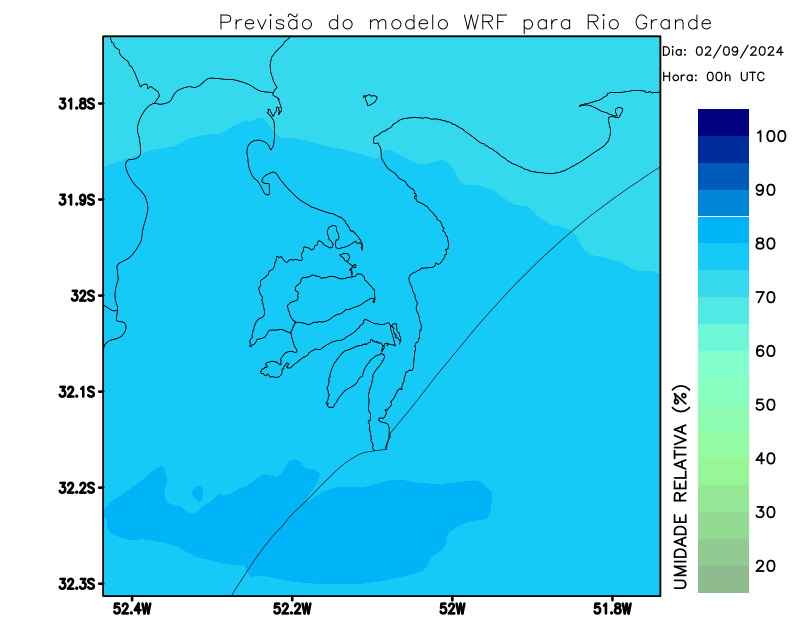 Previsão do modelo WRF para Rio Grande
Dia: 02/09/2024
Hora: 00h UTC
31.8S
31.9S
32S
32.1S
32.2S
32.3S
52.4W
52.2W
52W
51.8W
UMIDADE RELATIVA (%)
100
90
80
70
60
50
40
30
20